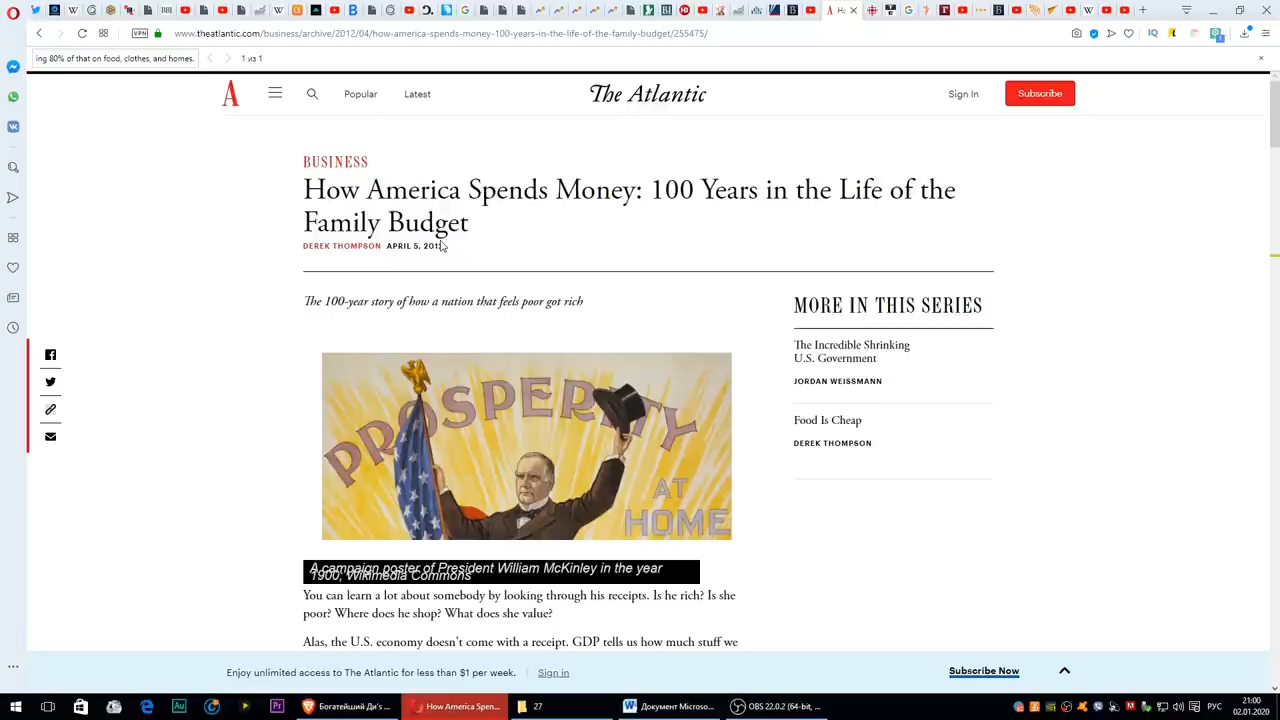 VPN
www.theatlantic.com/business/archive/2012/04/how-america-spends-money-100-years-in-the-life-of-the-family-budget/255475/
ing 80% of that on food, clothes, and homes.
1 из 1
A
Popular
Latest
The Atlantic
Sign In
Subscribe
BUSINESS
How America Spends Money: 100 Years in the Life of the
Family Budget
DEREK THOMPSON APRIL 5, 2012
The 100-year story of how a nation that feels poor got rich
MORE IN THIS SERIES
The Incredible Shrinking
U.S. Government
JORDAN WEISSMANN
Food Is Cheap
DEREK THOMPSON
PROSPERITY
AT
HOME
A campaign poster of President William McKinley in the year
1900, Wikimedia Commons
You can learn a lot about somebody by looking through his receipts. Is he rich? Is she
poor? Where does he shop? What does she value?
Alas, the U.S. economy doesn't come with a receipt. GDP tells us how much stuff we
Enjoy unlimited access to The Atlantic for less than $1 per week.
Sign in
Subscribe Now
Au
Pr
Богатейший Ди's ...
How America Spen...
27
Документ Microso...
OBS 22.0.2 (64-bit, ...
РУС
21:00
02.01.2020